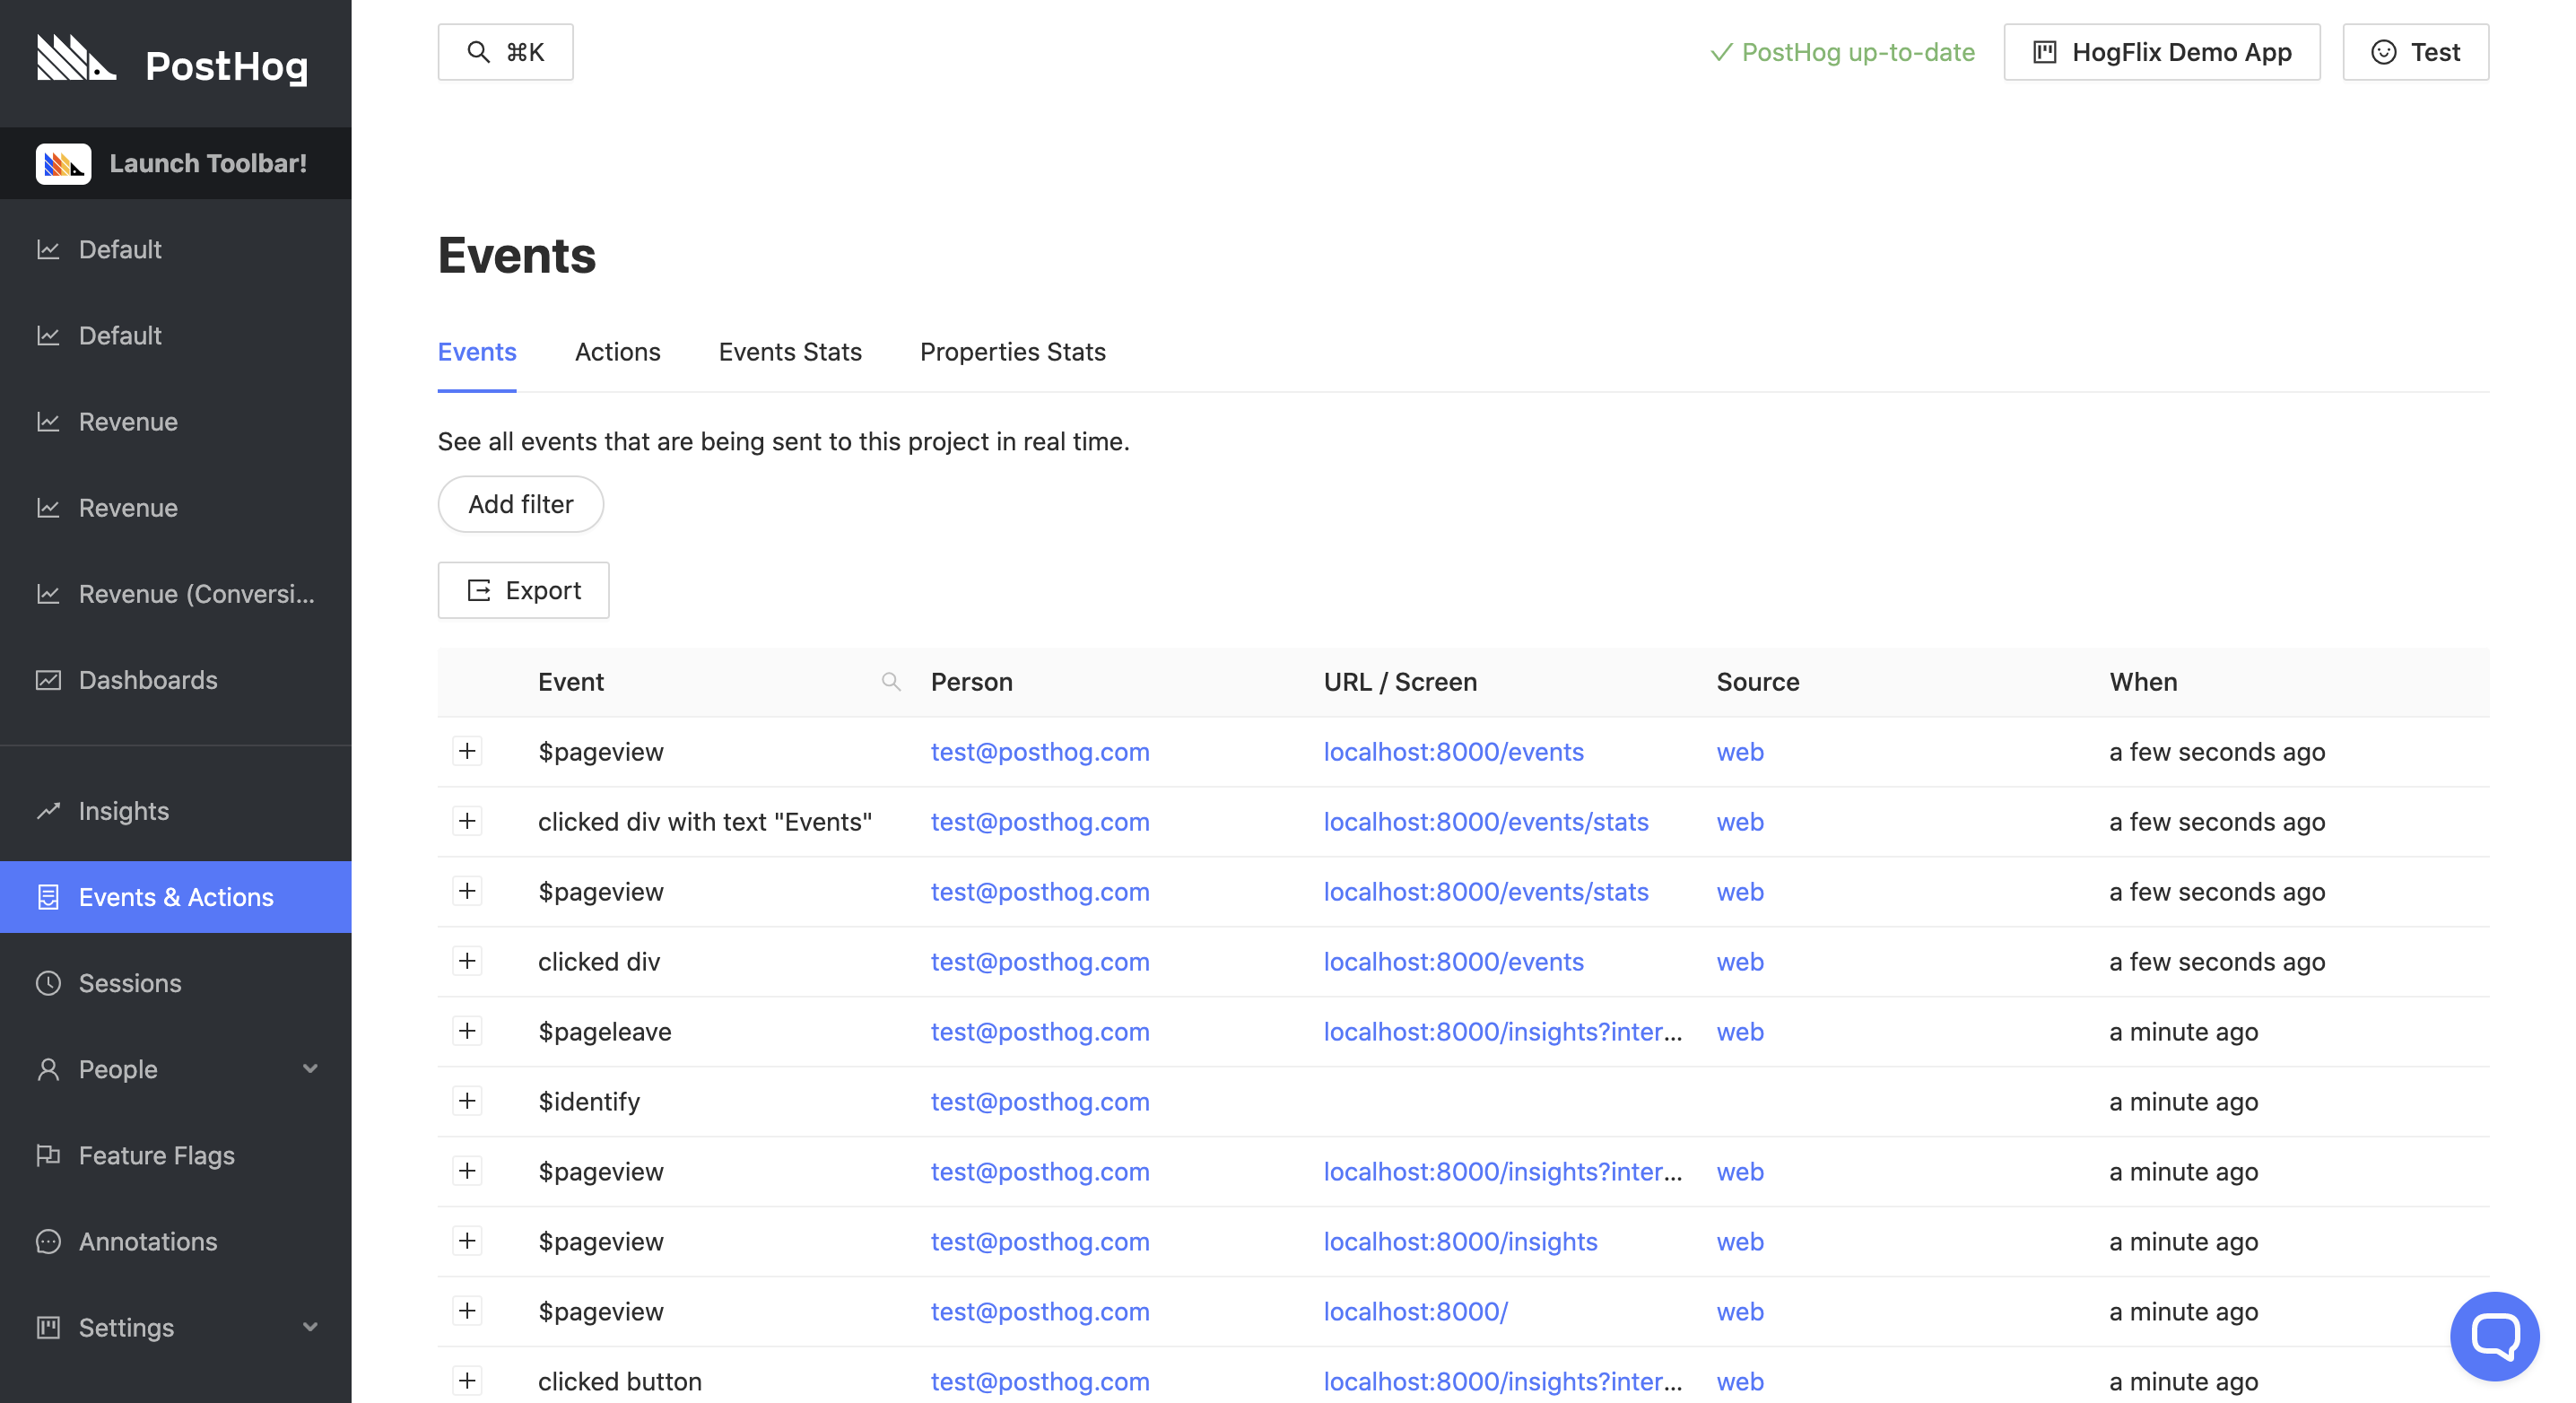 PostHog
Launch Toolbar!
Default
Default
Revenue
Revenue
Revenue (Conversi...
Dashboards
Insights
Events & Actions
Sessions
People
Feature Flags
Annotations
Settings
⌘K
PostHog up-to-date
HogFlix Demo App
Test
Events
Events Actions Events Stats Properties Stats
See all events that are being sent to this project in real time.
Add filter
Export
Event Person URL / Screen Source When
$pageview test@posthog.com localhost:8000/events web a few seconds ago
clicked div with text "Events" test@posthog.com localhost:8000/events/stats web a few seconds ago
$pageview test@posthog.com localhost:8000/events/stats web a few seconds ago
clicked div test@posthog.com localhost:8000/events web a few seconds ago
$pageleave test@posthog.com localhost:8000/insights?inter... web a minute ago
$identify test@posthog.com a minute ago
$pageview test@posthog.com localhost:8000/insights?inter... web a minute ago
$pageview test@posthog.com localhost:8000/insights web a minute ago
$pageview test@posthog.com localhost:8000/ web a minute ago
clicked button test@posthog.com localhost:8000/insights?inter... web a minute ago